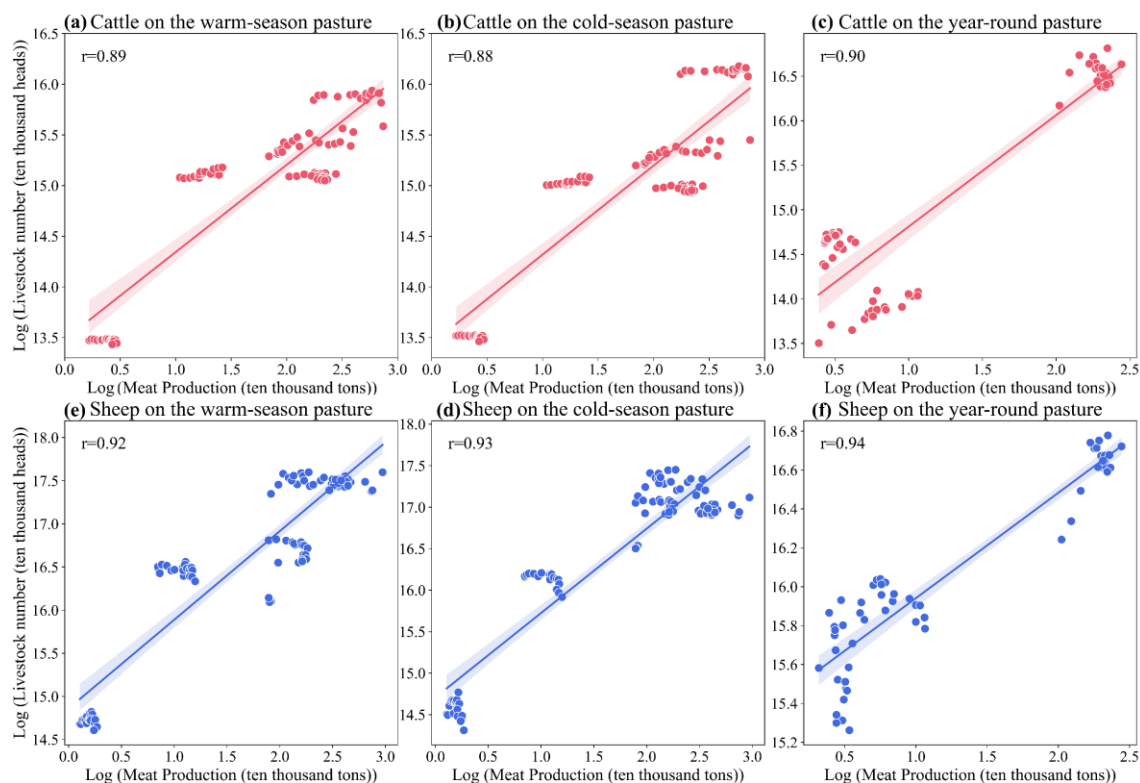 (a) Cattle on the warm-season pasture
(b) Cattle on the cold-season pasture
(c) Cattle on the year-round pasture
r=0.89
r=0.88
r=0.90
Log (Livestock number (ten thousand heads))
16.5
16.0
15.5
15.0
14.5
14.0
13.5
16.5
16.0
15.5
15.0
14.5
14.0
13.5
16.5
16.0
15.5
15.0
14.5
14.0
13.5
0.0 0.5 1.0 1.5 2.0 2.5 3.0
0.0 0.5 1.0 1.5 2.0 2.5 3.0
0.5 1.0 1.5 2.0 2.5
Log (Meat Production (ten thousand tons))
Log (Meat Production (ten thousand tons))
Log (Meat Production (ten thousand tons))
(e) Sheep on the warm-season pasture
(d) Sheep on the cold-season pasture
(f) Sheep on the year-round pasture
r=0.92
r=0.93
r=0.94
Log (Livestock number (ten thousand heads))
18.0
17.5
17.0
16.5
16.0
15.5
15.0
14.5
18.0
17.5
17.0
16.5
16.0
15.5
15.0
14.5
16.8
16.6
16.4
16.2
16.0
15.8
15.6
15.4
15.2
0.0 0.5 1.0 1.5 2.0 2.5 3.0
0.0 0.5 1.0 1.5 2.0 2.5 3.0
0.5 1.0 1.5 2.0 2.5
Log (Meat Production (ten thousand tons))
Log (Meat Production (ten thousand tons))
Log (Meat Production (ten thousand tons))